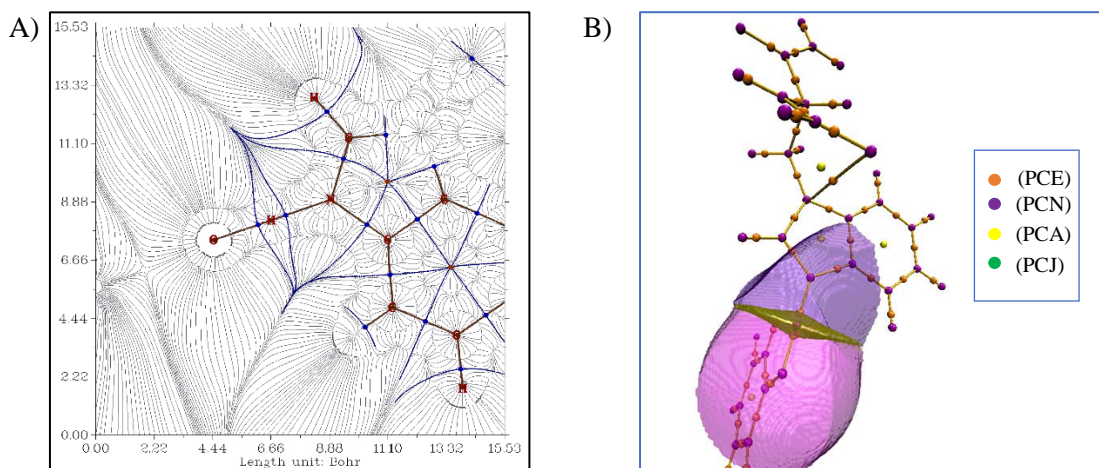 A)
B)
15.53
13.32
11.10
8.88
6.66
4.44
2.22
0.00
0.00 2.22 4.44 6.66 8.88 11.10 13.32 15.53
Length unit: Bohr
H
H
H
(PCE)
(PCN)
(PCA)
(PCJ)